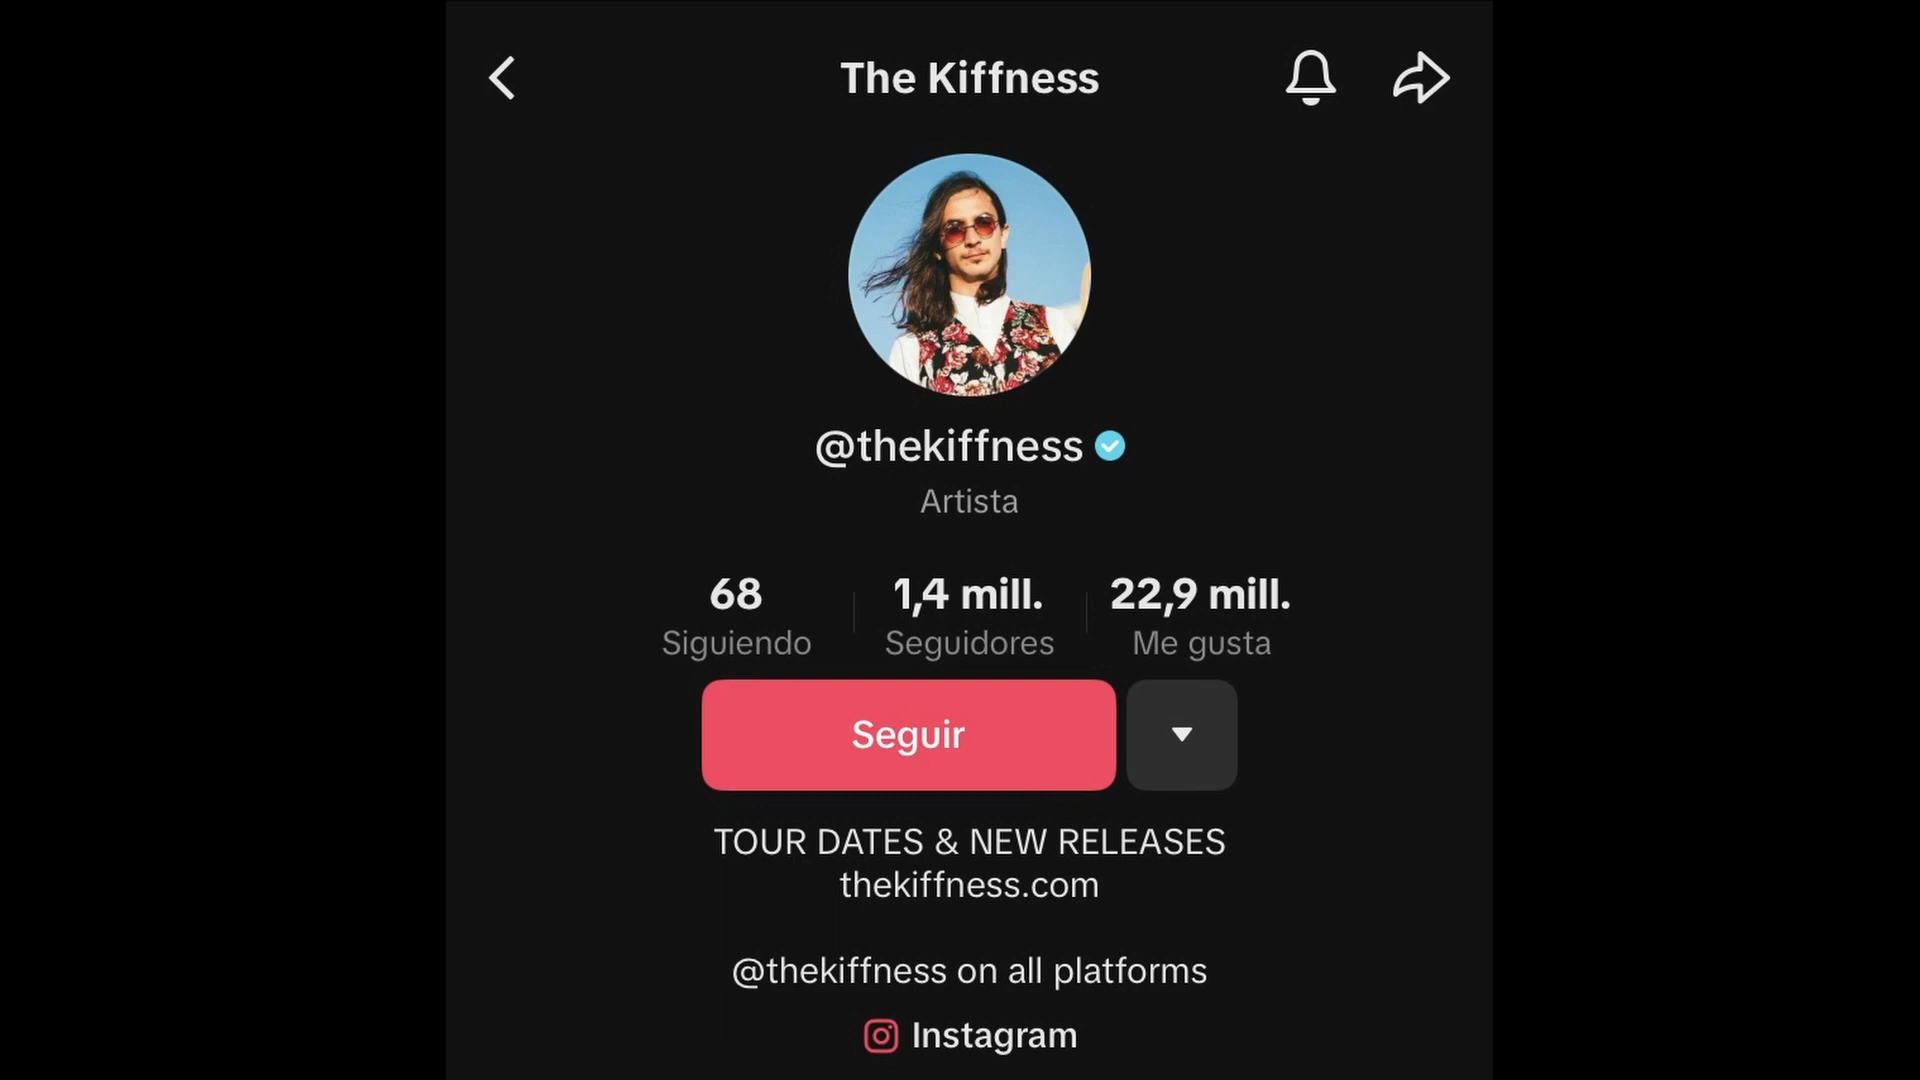 The Kiffness
@thekiffness
Artista
68 1,4 mill. 22,9 mill.
Siguiendo Seguidores Me gusta
Seguir
TOUR DATES & NEW RELEASES
thekiffness.com
@thekiffness on all platforms
Instagram